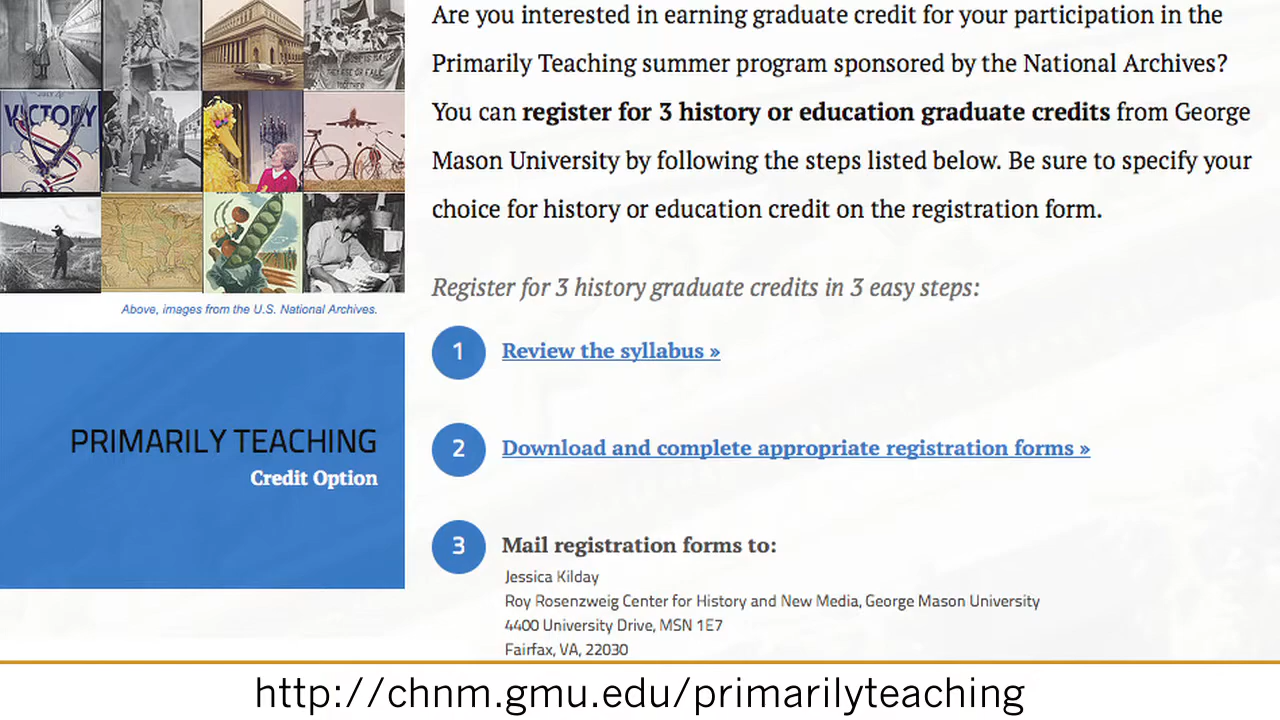 Are you interested in earning graduate credit for your participation in the
Primarily Teaching summer program sponsored by the National Archives?
You can register for 3 history or education graduate credits from George
Mason University by following the steps listed below. Be sure to specify your
choice for history or education credit on the registration form.
VICTORY
Above, images from the U.S. National Archives.
PRIMARILY TEACHING
Credit Option
Register for 3 history graduate credits in 3 easy steps:
1 Review the syllabus »
2 Download and complete appropriate registration forms »
3 Mail registration forms to:
Jessica Kilday
Roy Rosenzweig Center for History and New Media, George Mason University
4400 University Drive, MSN 1E7
Fairfax, VA, 22030
http://chnm.gmu.edu/primarilyteaching